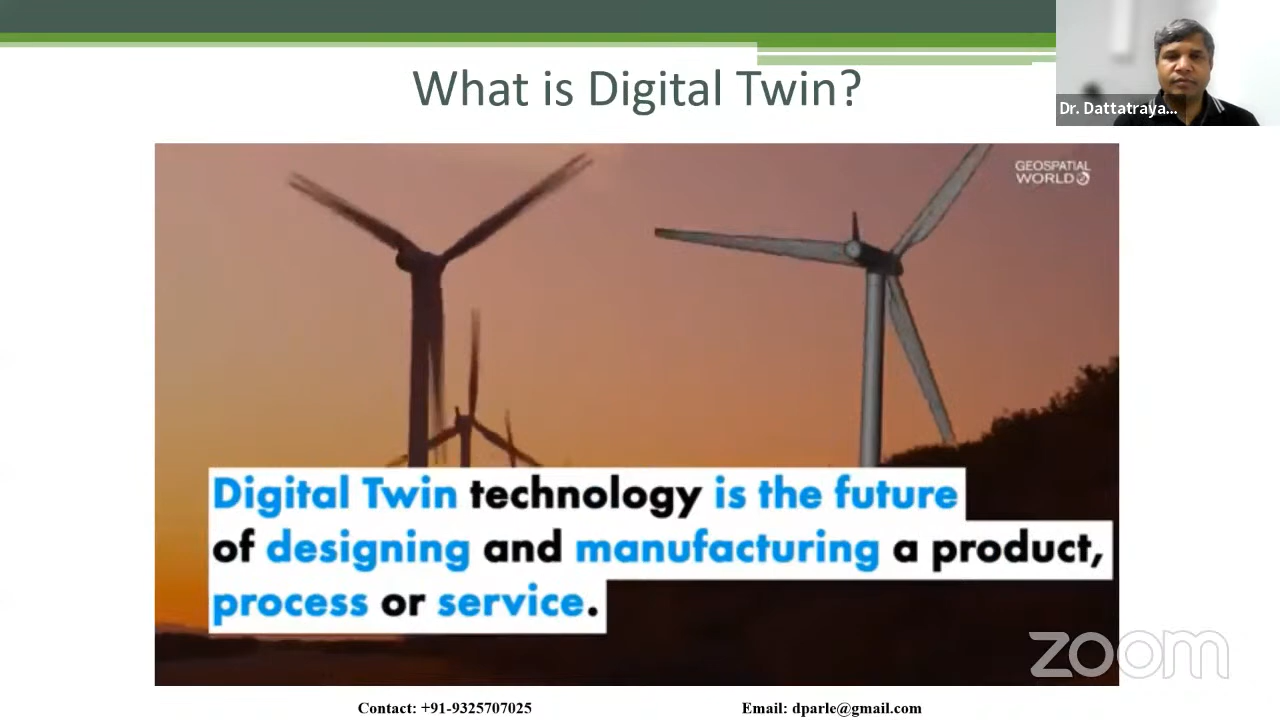 What is Digital Twin?
Dr. Dattatraya...
GEOSPATIAL
WORLD
Digital Twin technology is the future
of designing and manufacturing a product,
process or service.
zoom
Contact: +91-9325707025 Email: dparle@gmail.com